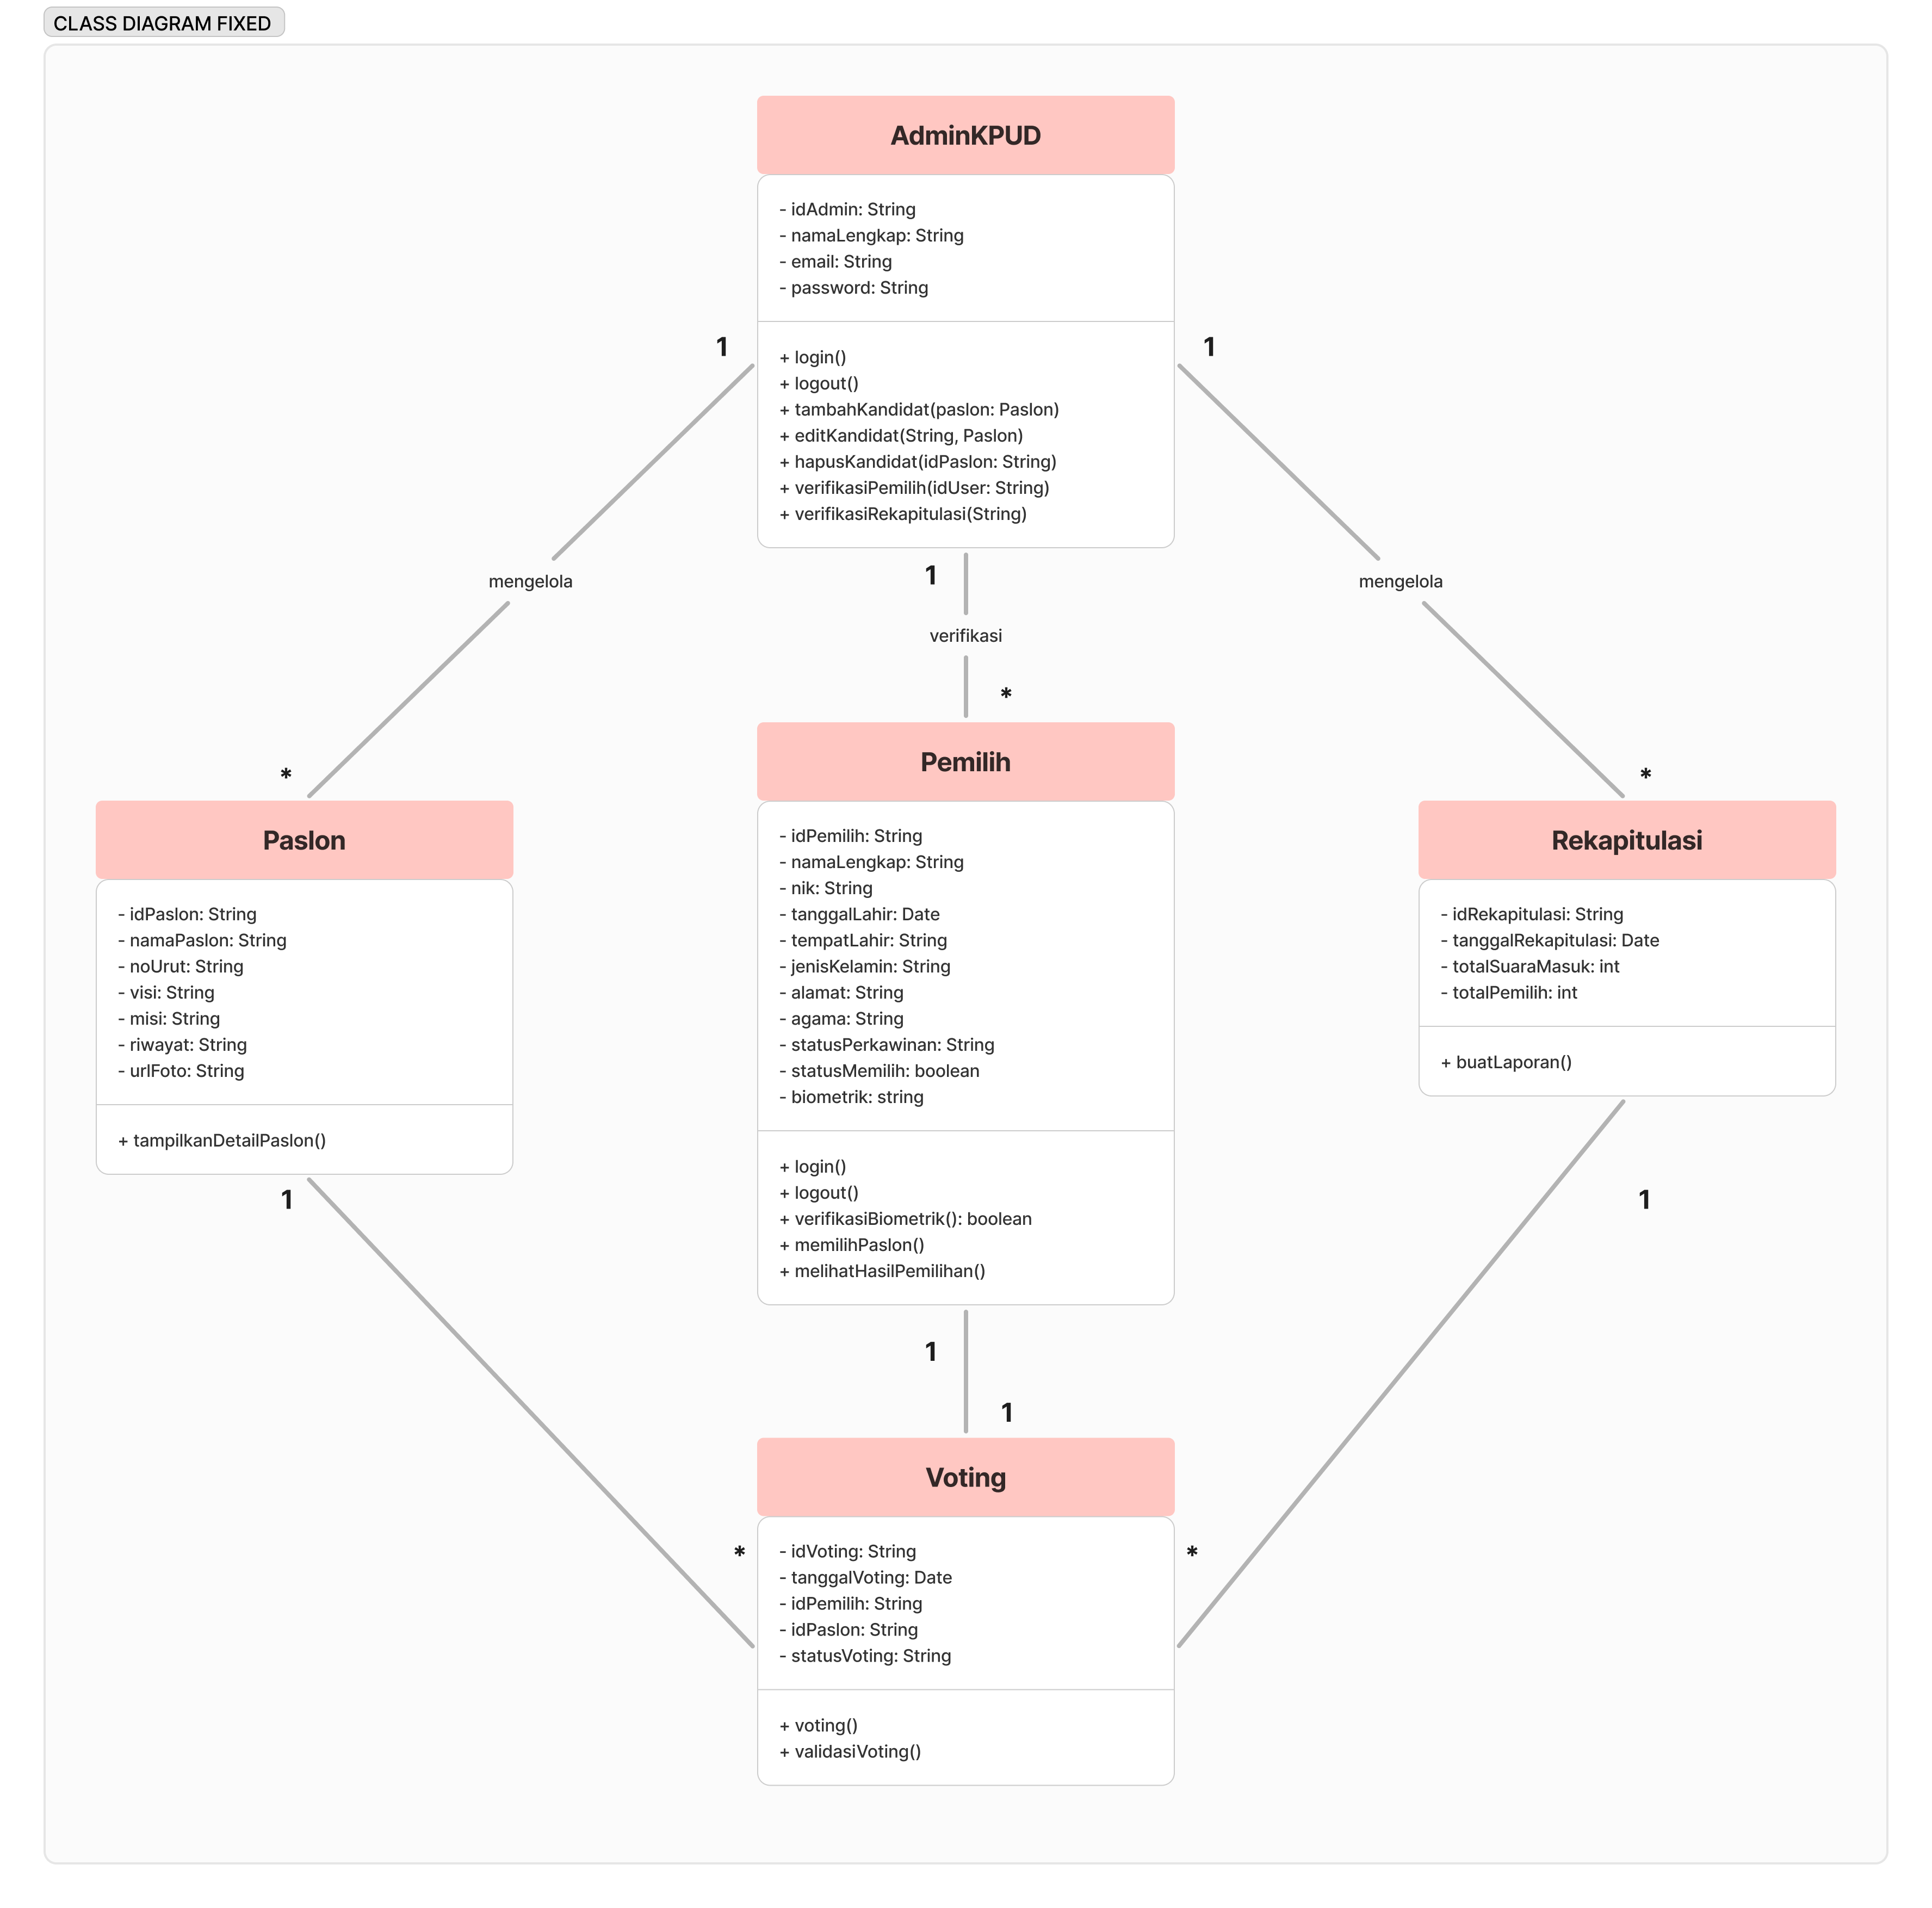 CLASS DIAGRAM FIXED
AdminKPUD
- idAdmin: String
- namaLengkap: String
- email: String
- password: String
+ login()
+ logout()
+ tambahKandidat(paslon: Paslon)
+ editKandidat(String, Paslon)
+ hapusKandidat(idPaslon: String)
+ verifikasiPemilih(idUser: String)
+ verifikasiRekapitulasi(String)
1
1
mengelola
1
mengelola
verifikasi
*
*
*
Paslon
- idPaslon: String
- namaPaslon: String
- noUrut: String
- visi: String
- misi: String
- riwayat: String
- urlFoto: String
+ tampilkanDetailPaslon()
1
Pemilih
- idPemilih: String
- namaLengkap: String
- nik: String
- tanggalLahir: Date
- tempatLahir: String
- jenisKelamin: String
- alamat: String
- agama: String
- statusPerkawinan: String
- statusMemilih: boolean
- biometrik: string
+ login()
+ logout()
+ verifikasiBiometrik(): boolean
+ memilihPaslon()
+ melihatHasilPemilihan()
Rekapitulasi
- idRekapitulasi: String
- tanggalRekapitulasi: Date
- totalSuaraMasuk: int
- totalPemilih: int
+ buatLaporan()
1
1
1
Voting
*
*
- idVoting: String
- tanggalVoting: Date
- idPemilih: String
- idPaslon: String
- statusVoting: String
+ voting()
+ validasiVoting()